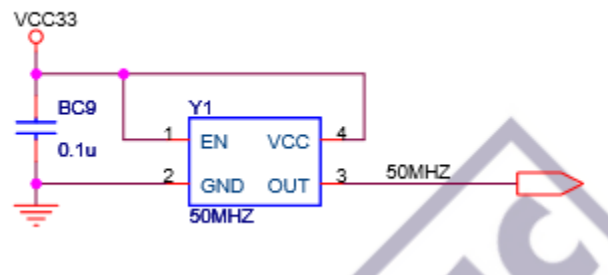 VCC33
BC9
0.1u
Y1
1 EN VCC 4
2 GND OUT 3
50MHZ
50MHZ